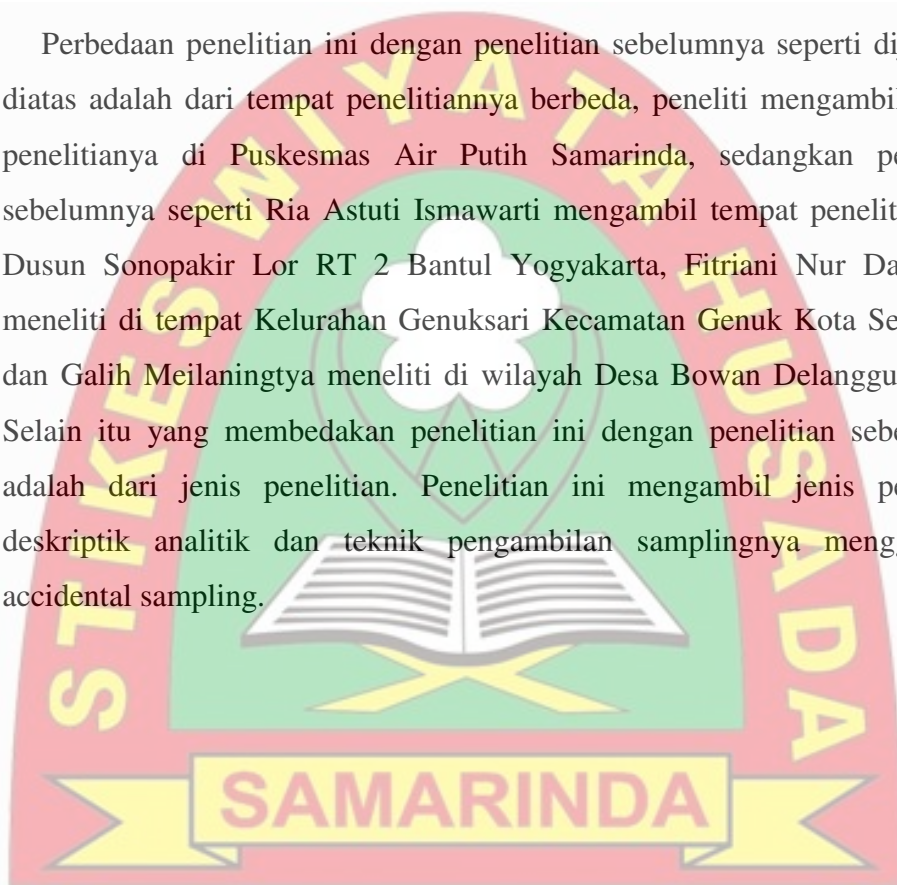 Perbedaan penelitian ini dengan penelitian sebelumnya seperti di
diatas adalah dari tempat penelitiannya berbeda, peneliti mengambil
penelitianya di Puskesmas Air Putih Samarinda, sedangkan pe
sebelumnya seperti Ria Astuti Ismawarti mengambil tempat penelit
Dusun Sonopakir Lor RT 2 Bantul Yogyakarta, Fitriani Nur Da
meneliti di tempat Kelurahan Genuksari Kecamatan Genuk Kota Se
dan Galih Meilaningtya meneliti di wilayah Desa Bowan Delanggu
Selain itu yang membedakan penelitian ini dengan penelitian sebe
adalah dari jenis penelitian. Penelitian ini mengambil jenis pe
deskriptik analitik dan teknik pengambilan samplingnya mengg
accidental sampling.
STIKES WIYATA HUSADA
SAMARINDA